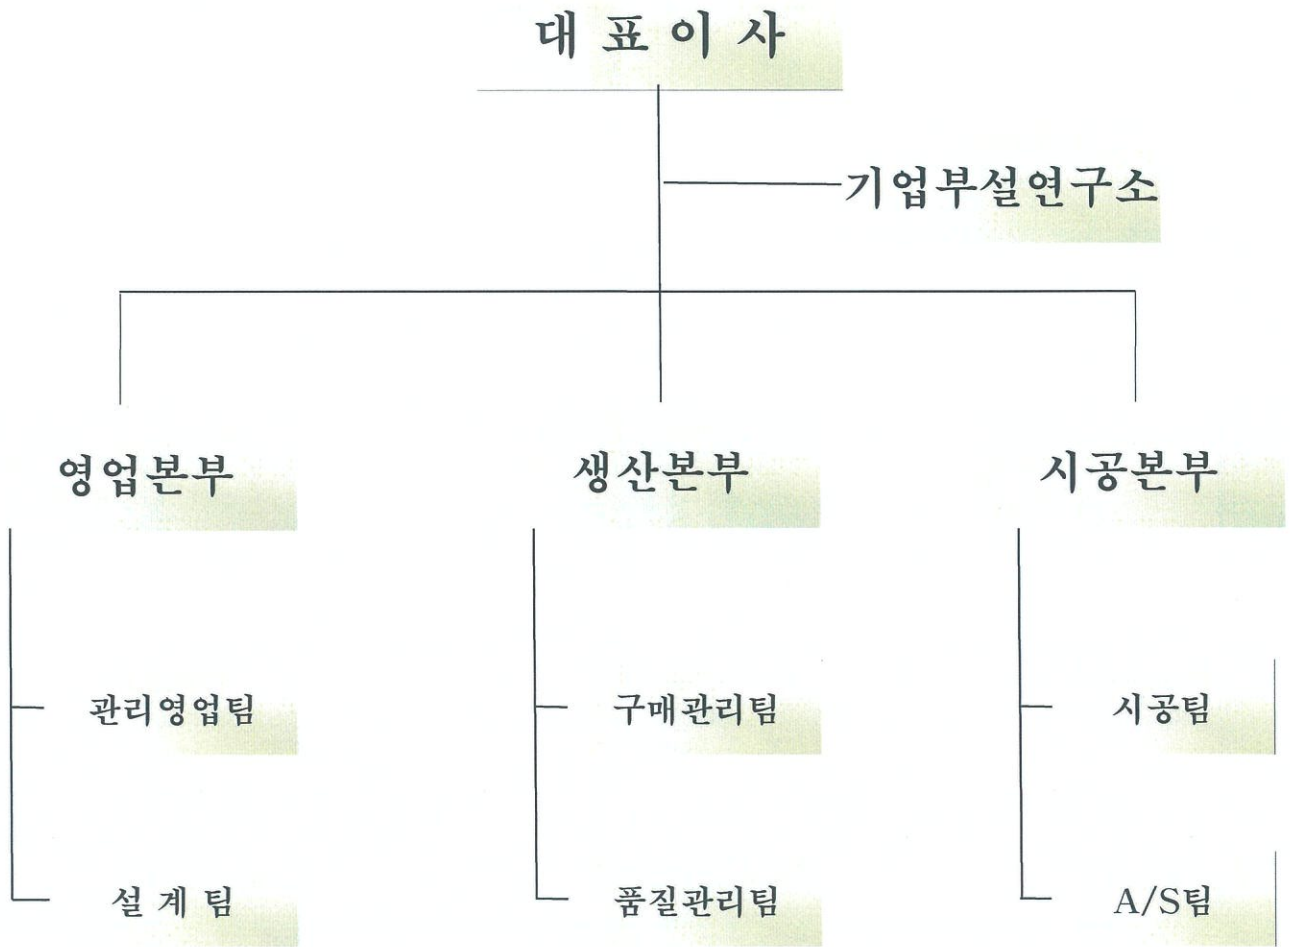 대 표 이 사
기업부설연구소
영업본부
생산본부
시공본부
관리영업팀
구매관리팀
시공팀
설 계 팀
품질관리팀
A/S팀